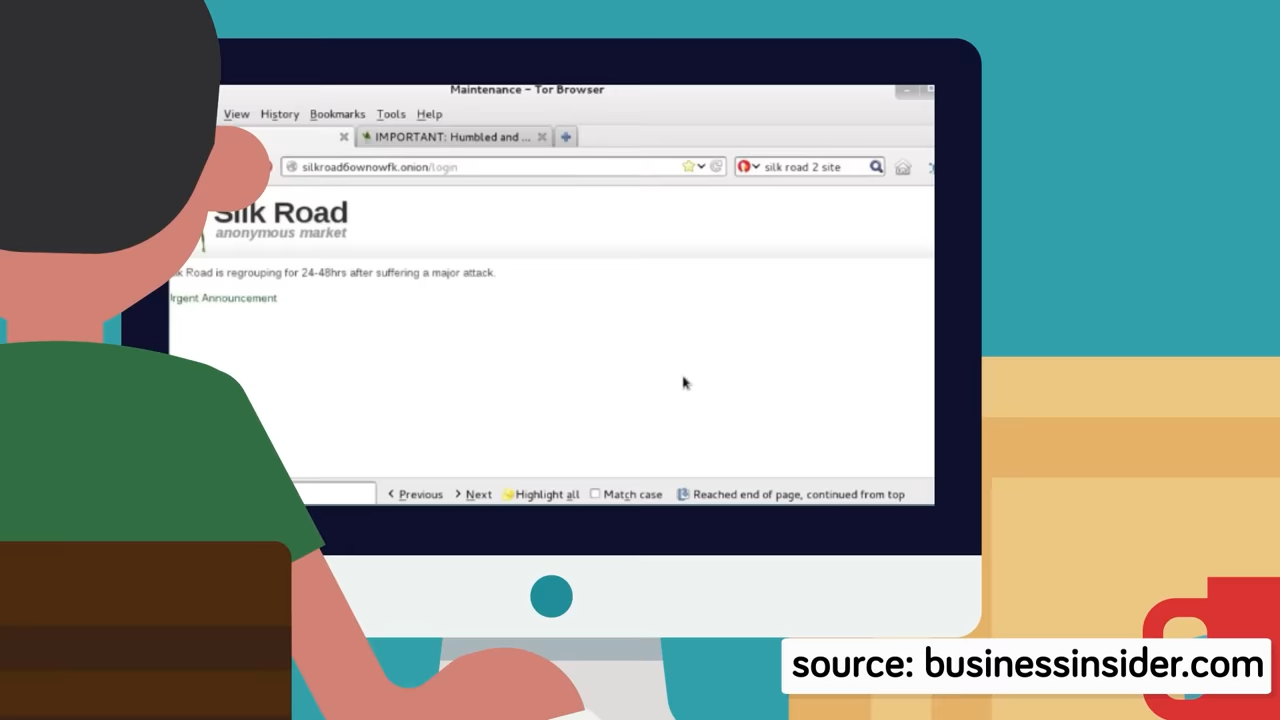 Maintenance – Tor Browser
View History Bookmarks Tools Help
IMPORTANT: Humbled and ...
silkroad6ownowfk.onion/login
silk road 2 site
Silk Road
anonymous market
Road is regrouping for 24-48hrs after suffering a major attack.
Urgent Announcement
Previous Next Highlight all Match case Reached end of page, continued from top
source: businessinsider.com